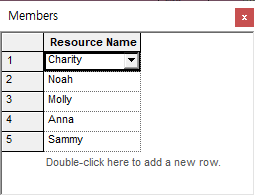 Members x
Resource Name
1 Charity
2 Noah
3 Molly
4 Anna
5 Sammy
Double-click here to add a new row.